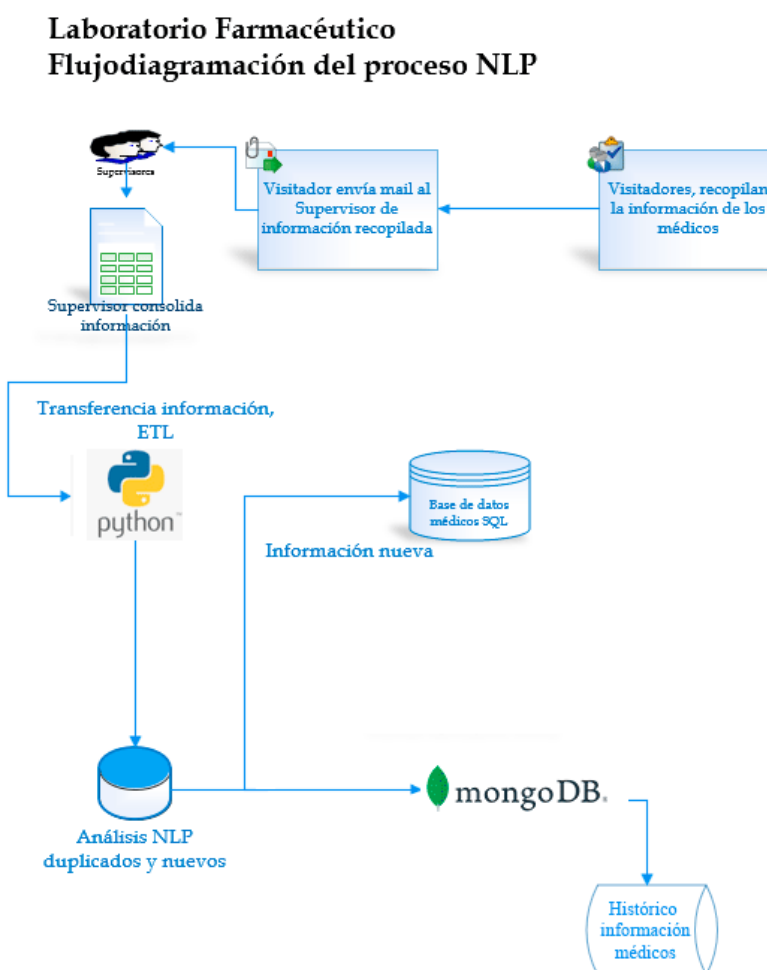 Laboratorio Farmacéutico
Flujodiagramación del proceso NLP
Supervisores
Visitador envía mail al
Supervisor de
información recopilada
Visitadores, recopilan
la información de los
médicos
Supervisor consolida
información
Transferencia información,
ETL
python™
Base de datos
médicos SQL
Información nueva
mongoDB.
Análisis NLP
duplicados y nuevos
Histórico
información
médicos